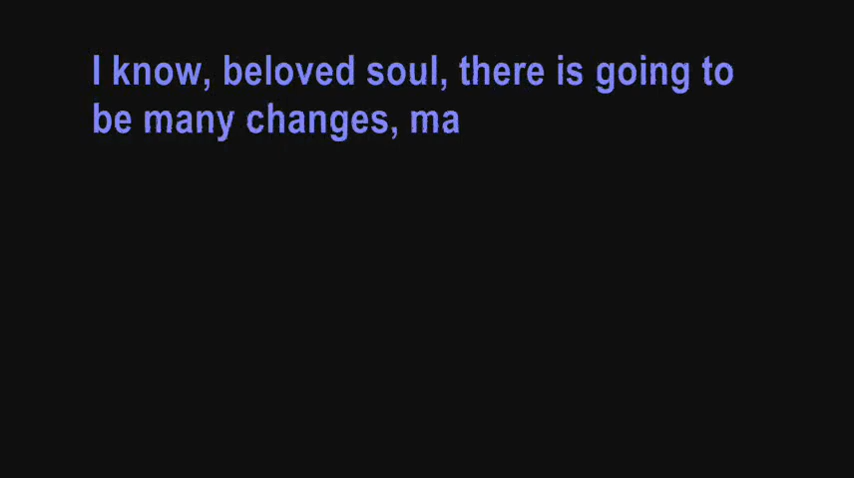 I know, beloved soul, there is going to
be many changes, ma